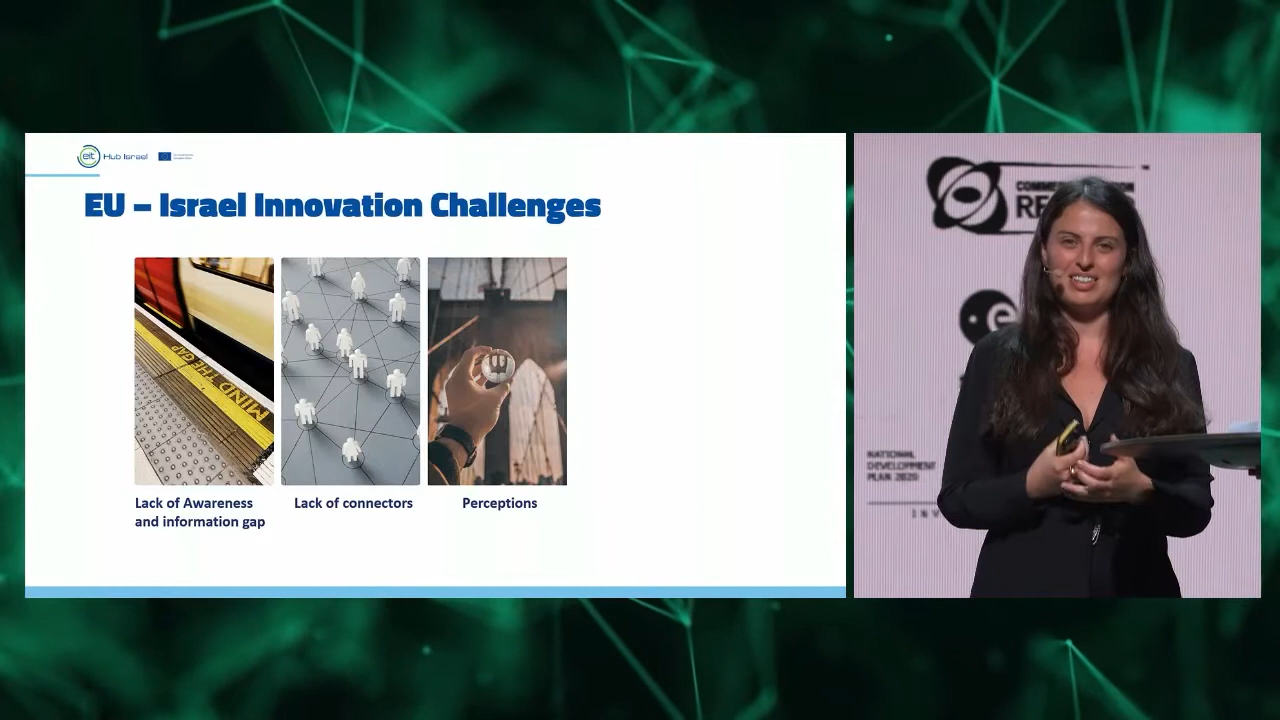 eit Hub Israel
EU – Israel Innovation Challenges
MIND THE GAP
Lack of Awareness
and information gap
Lack of connectors
Perceptions
NATIONAL
DEVELOPMENT
PLAN 2020